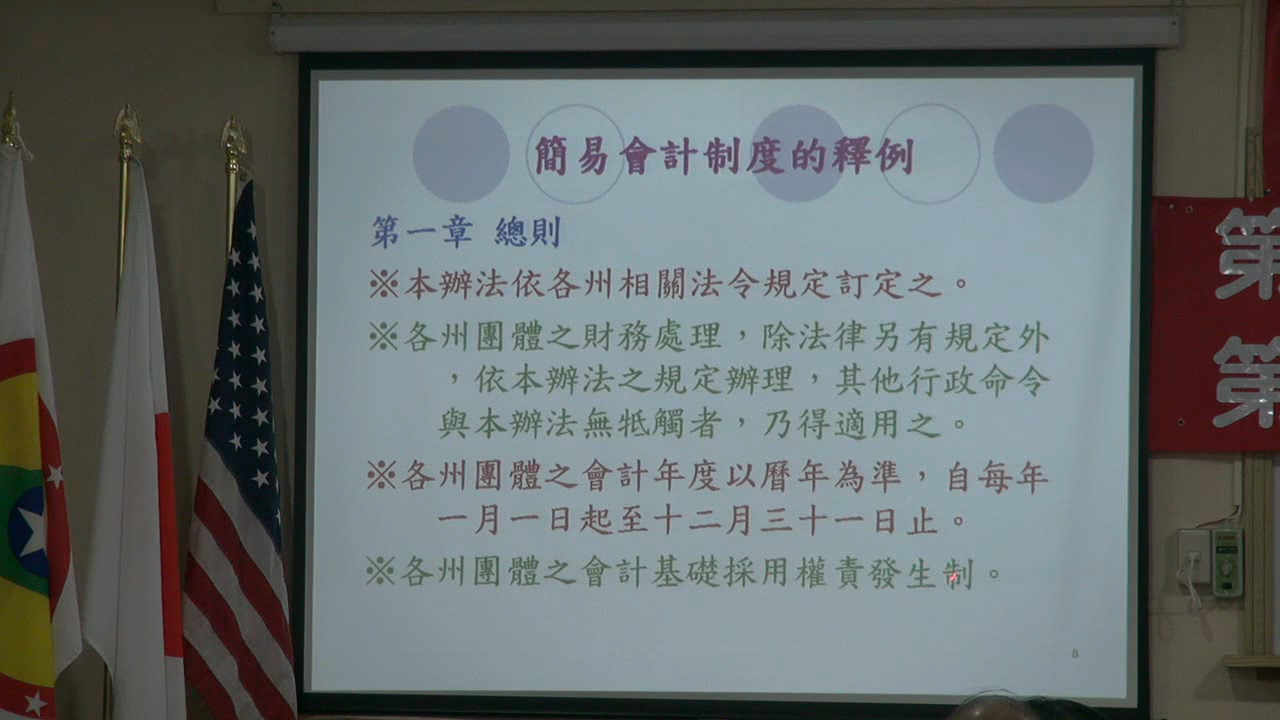 簡易會計制度的釋例
第一章 總則
※本辦法依各州相關法令規定訂定之。
※各州團體之財務處理，除法律另有規定外
，依本辦法之規定辦理，其他行政命令
與本辦法無牴觸者，乃得適用之。
※各州團體之會計年度以曆年為準，自每年
一月一日起至十二月三十一日止。
※各州團體之會計基礎採用權責發生制。
8
第
第